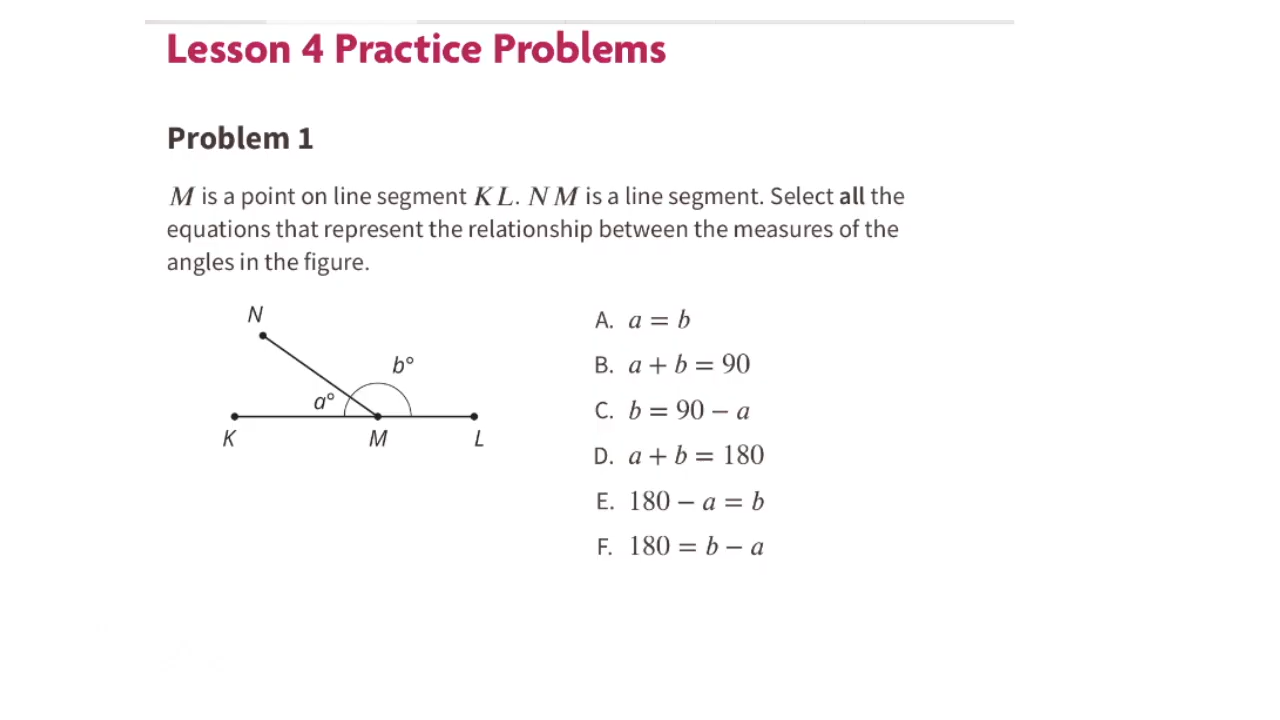 Lesson 4 Practice Problems
Problem 1
M is a point on line segment KL. NM is a line segment. Select all the
equations that represent the relationship between the measures of the
angles in the figure.
N
b°
a°
K
M
L
A. a = b
B. a + b = 90
C. b = 90 − a
D. a + b = 180
E. 180 − a = b
F. 180 = b − a